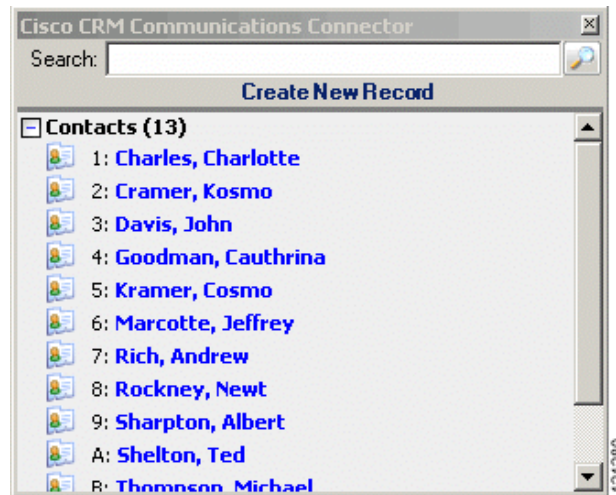 Cisco CRM Communications Connector
Search:
Create New Record
Contacts (13)
1: Charles, Charlotte
2: Cramer, Kosmo
3: Davis, John
4: Goodman, Cauthrina
5: Kramer, Cosmo
6: Marcotte, Jeffrey
7: Rich, Andrew
8: Rockney, Newt
9: Sharpton, Albert
A: Shelton, Ted
B: Thompson, Michael